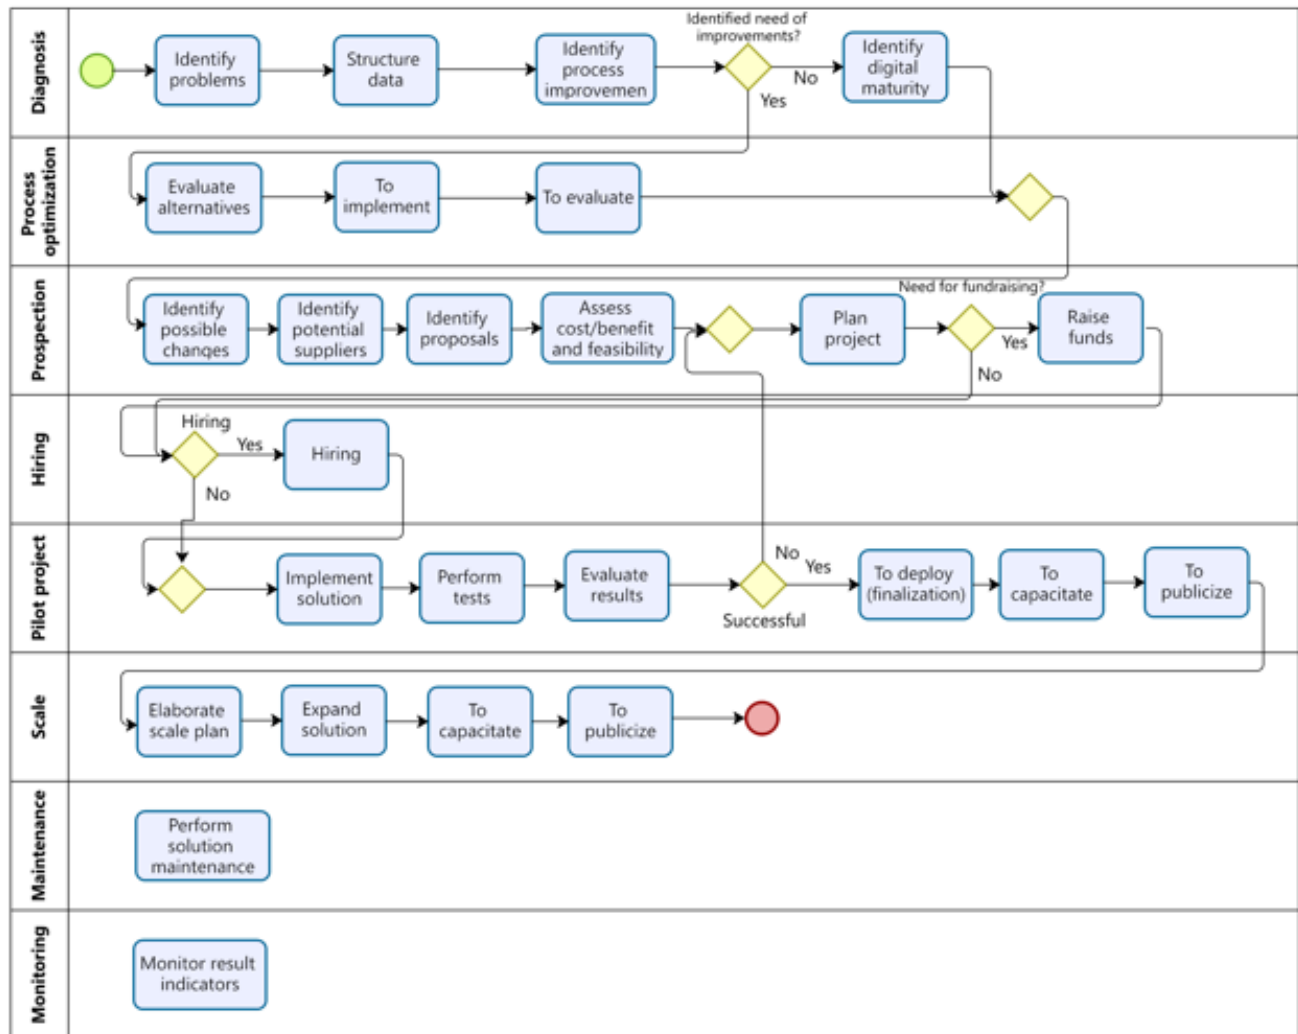 Diagnosis
Identify
problems
Structure
data
Identify
process
improvemen
Identified need of
improvements?
No
Yes
Identify
digital
maturity
Process
optimization
Evaluate
alternatives
To
implement
To evaluate
Prospection
Identify
possible
changes
Identify
potential
suppliers
Identify
proposals
Assess
cost/benefit
and feasibility
Plan
project
Need for fundraising?
Yes
No
Raise
funds
Hiring
Hiring
Yes
No
Hiring
Pilot project
Implement
solution
Perform
tests
Evaluate
results
No
Yes
Successful
To deploy
(finalization)
To
capacitate
To
publicize
Scale
Elaborate
scale plan
Expand
solution
To
capacitate
To
publicize
Maintenance
Perform
solution
maintenance
Monitoring
Monitor result
indicators